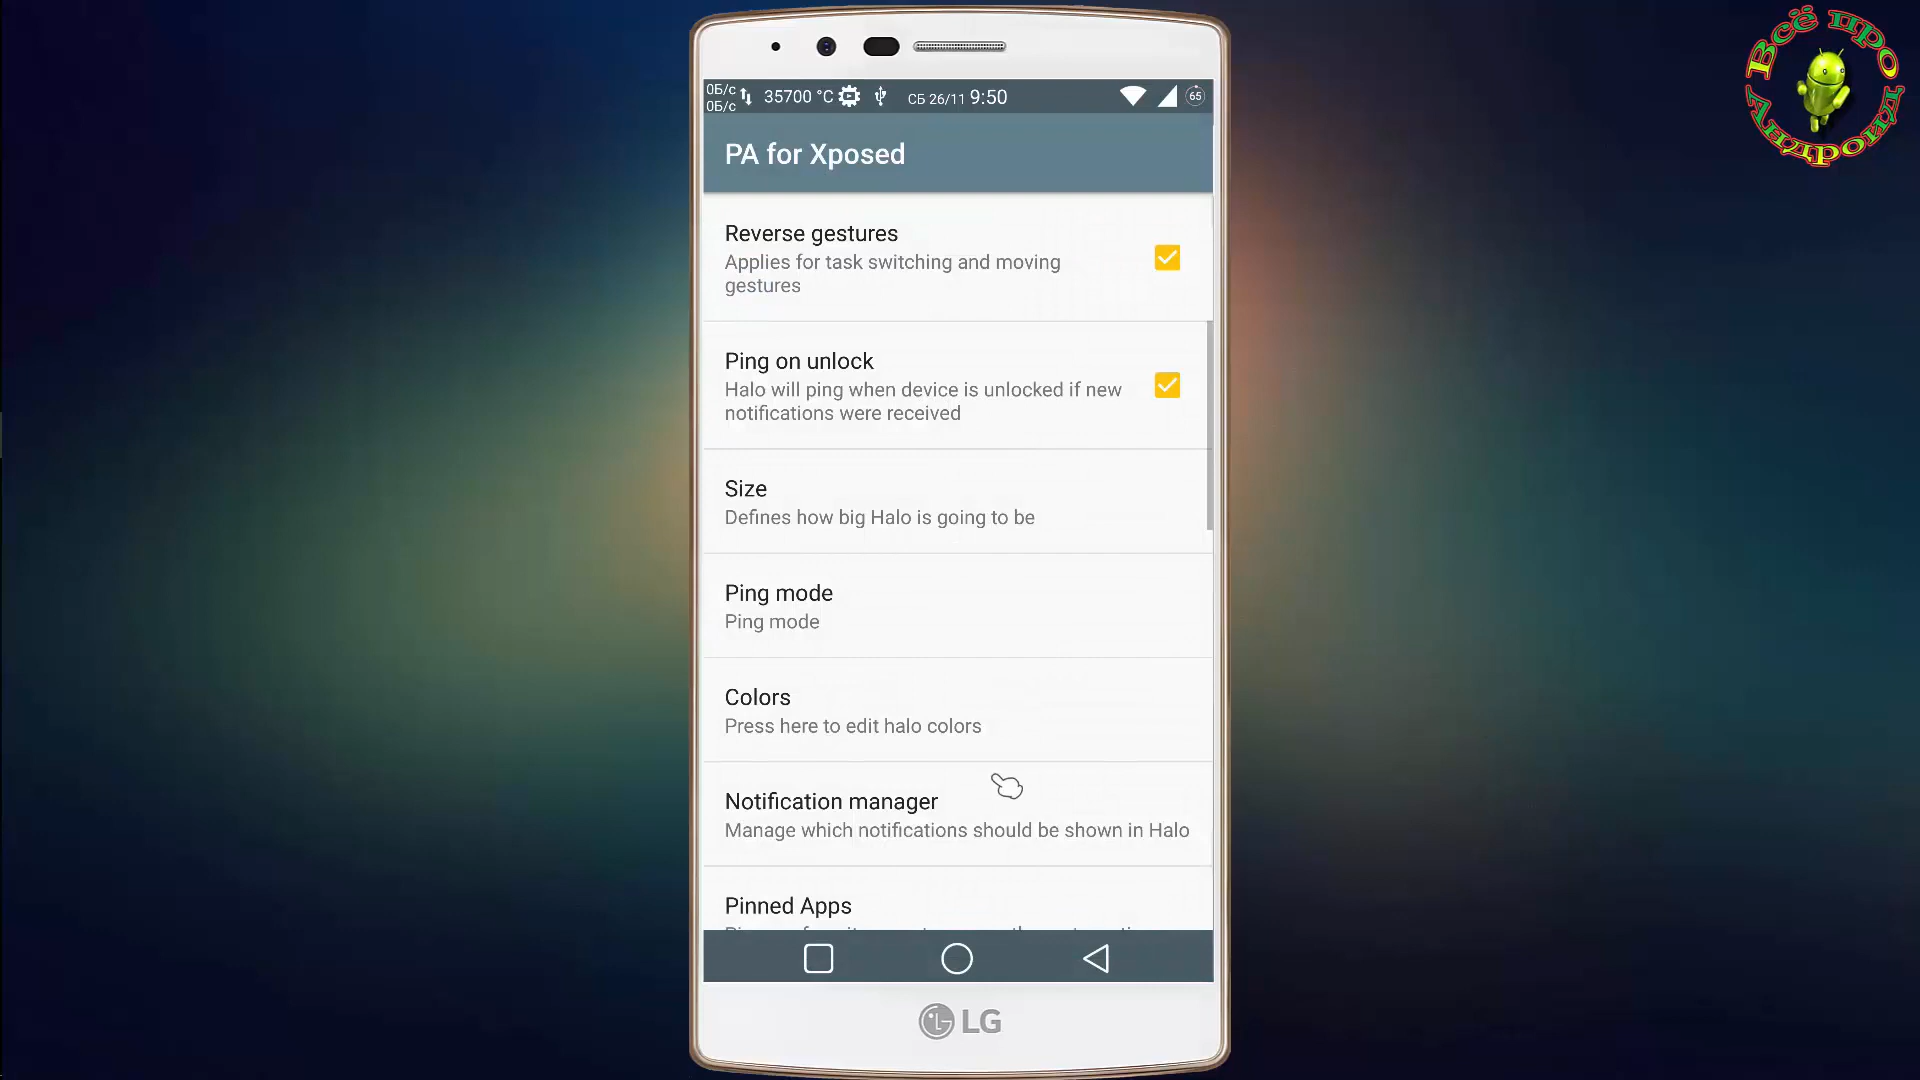 0Б/с
0Б/с
35700 °C
СБ 26/11 9:50
65
Всё про
Андроид
PA for Xposed
Reverse gestures
Applies for task switching and moving
gestures
Ping on unlock
Halo will ping when device is unlocked if new
notifications were received
Size
Defines how big Halo is going to be
Ping mode
Ping mode
Colors
Press here to edit halo colors
Notification manager
Manage which notifications should be shown in Halo
Pinned Apps
LG